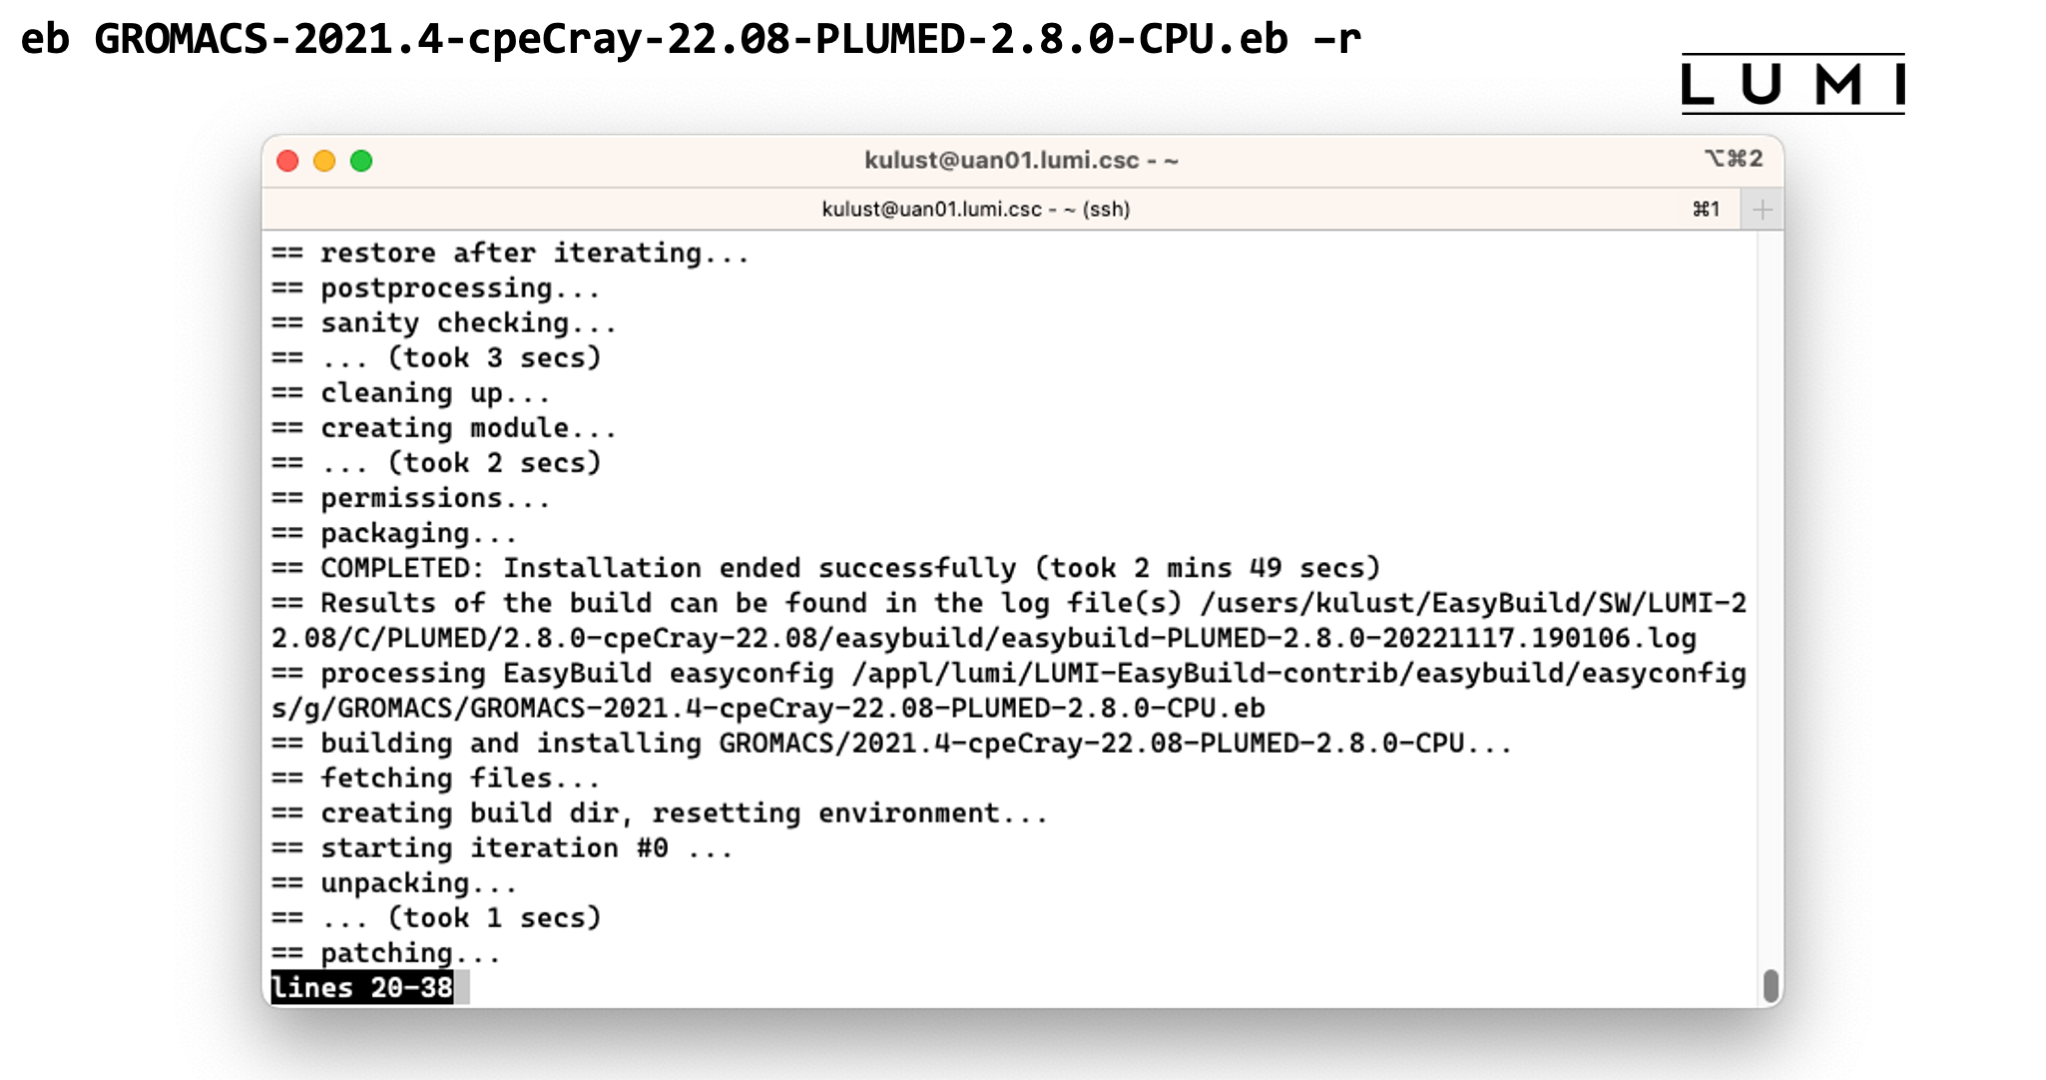 eb GROMACS-2021.4-cpeCray-22.08-PLUMED-2.8.0-CPU.eb –r
LUMI
kulust@uan01.lumi.csc - ~
⌥⌘2
kulust@uan01.lumi.csc - ~ (ssh)
⌘1
+
== restore after iterating...
== postprocessing...
== sanity checking...
== ... (took 3 secs)
== cleaning up...
== creating module...
== ... (took 2 secs)
== permissions...
== packaging...
== COMPLETED: Installation ended successfully (took 2 mins 49 secs)
== Results of the build can be found in the log file(s) /users/kulust/EasyBuild/SW/LUMI-2
2.08/C/PLUMED/2.8.0-cpeCray-22.08/easybuild/easybuild-PLUMED-2.8.0-20221117.190106.log
== processing EasyBuild easyconfig /appl/lumi/LUMI-EasyBuild-contrib/easybuild/easyconfig
s/g/GROMACS/GROMACS-2021.4-cpeCray-22.08-PLUMED-2.8.0-CPU.eb
== building and installing GROMACS/2021.4-cpeCray-22.08-PLUMED-2.8.0-CPU...
== fetching files...
== creating build dir, resetting environment...
== starting iteration #0 ...
== unpacking...
== ... (took 1 secs)
== patching...
lines 20-38